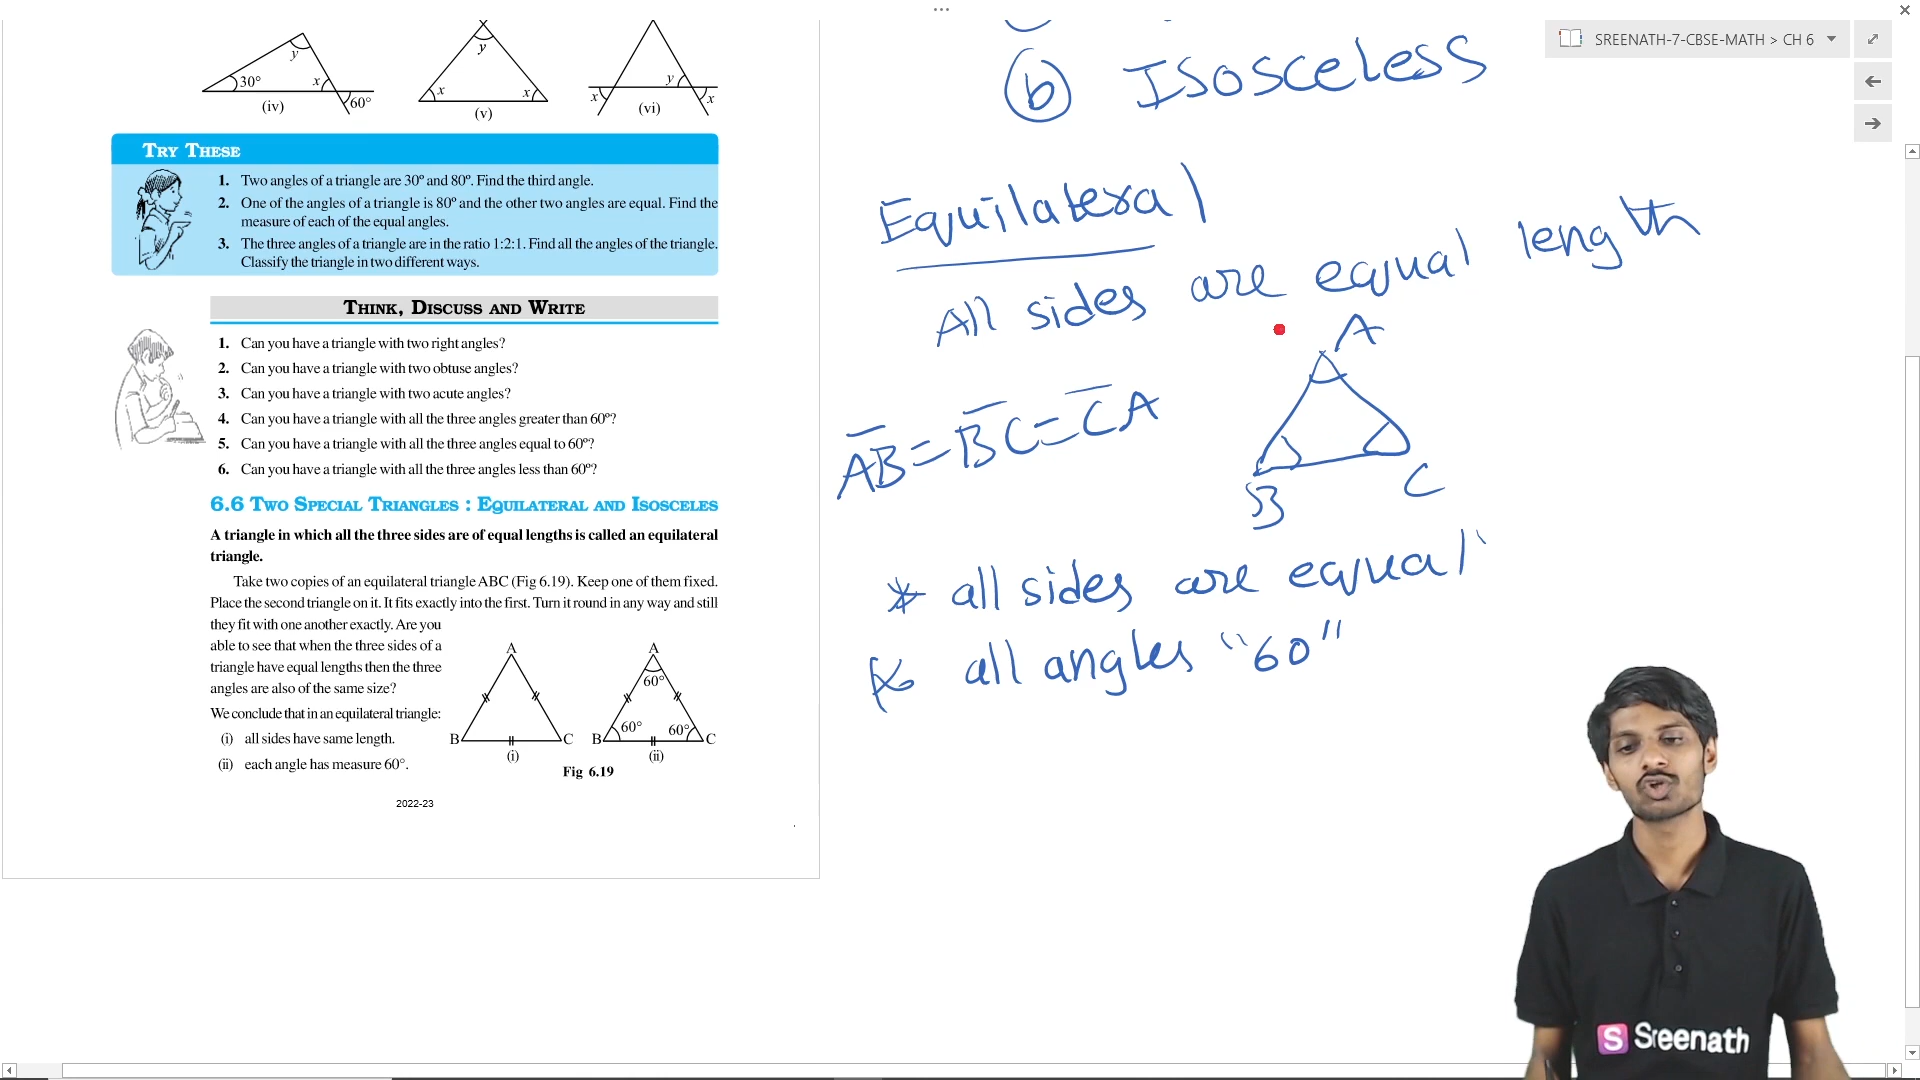 SREENATH-7-CBSE-MATH > CH 6
y
30°
x
60°
(iv)
y
x
x
(v)
y
x
x
(vi)
TRY THESE
1. Two angles of a triangle are 30º and 80º. Find the third angle.
2. One of the angles of a triangle is 80º and the other two angles are equal. Find the
measure of each of the equal angles.
3. The three angles of a triangle are in the ratio 1:2:1. Find all the angles of the triangle.
Classify the triangle in two different ways.
THINK, DISCUSS AND WRITE
1. Can you have a triangle with two right angles?
2. Can you have a triangle with two obtuse angles?
3. Can you have a triangle with two acute angles?
4. Can you have a triangle with all the three angles greater than 60º?
5. Can you have a triangle with all the three angles equal to 60º?
6. Can you have a triangle with all the three angles less than 60º?
6.6 TWO SPECIAL TRIANGLES : EQUILATERAL AND ISOSCELES
A triangle in which all the three sides are of equal lengths is called an equilateral
triangle.
Take two copies of an equilateral triangle ABC (Fig 6.19). Keep one of them fixed.
Place the second triangle on it. It fits exactly into the first. Turn it round in any way and still
they fit with one another exactly. Are you
able to see that when the three sides of a
triangle have equal lengths then the three
angles are also of the same size?
We conclude that in an equilateral triangle:
(i) all sides have same length.
(ii) each angle has measure 60°.
A
B
C
(i)
A
60°
60°
60°
B
C
(ii)
Fig 6.19
2022-23
b Isosceless
Equilateral
All sides are equal length
A
AB = BC = CA
B
C
* all sides are equal
* all angles "60"
S Sreenath